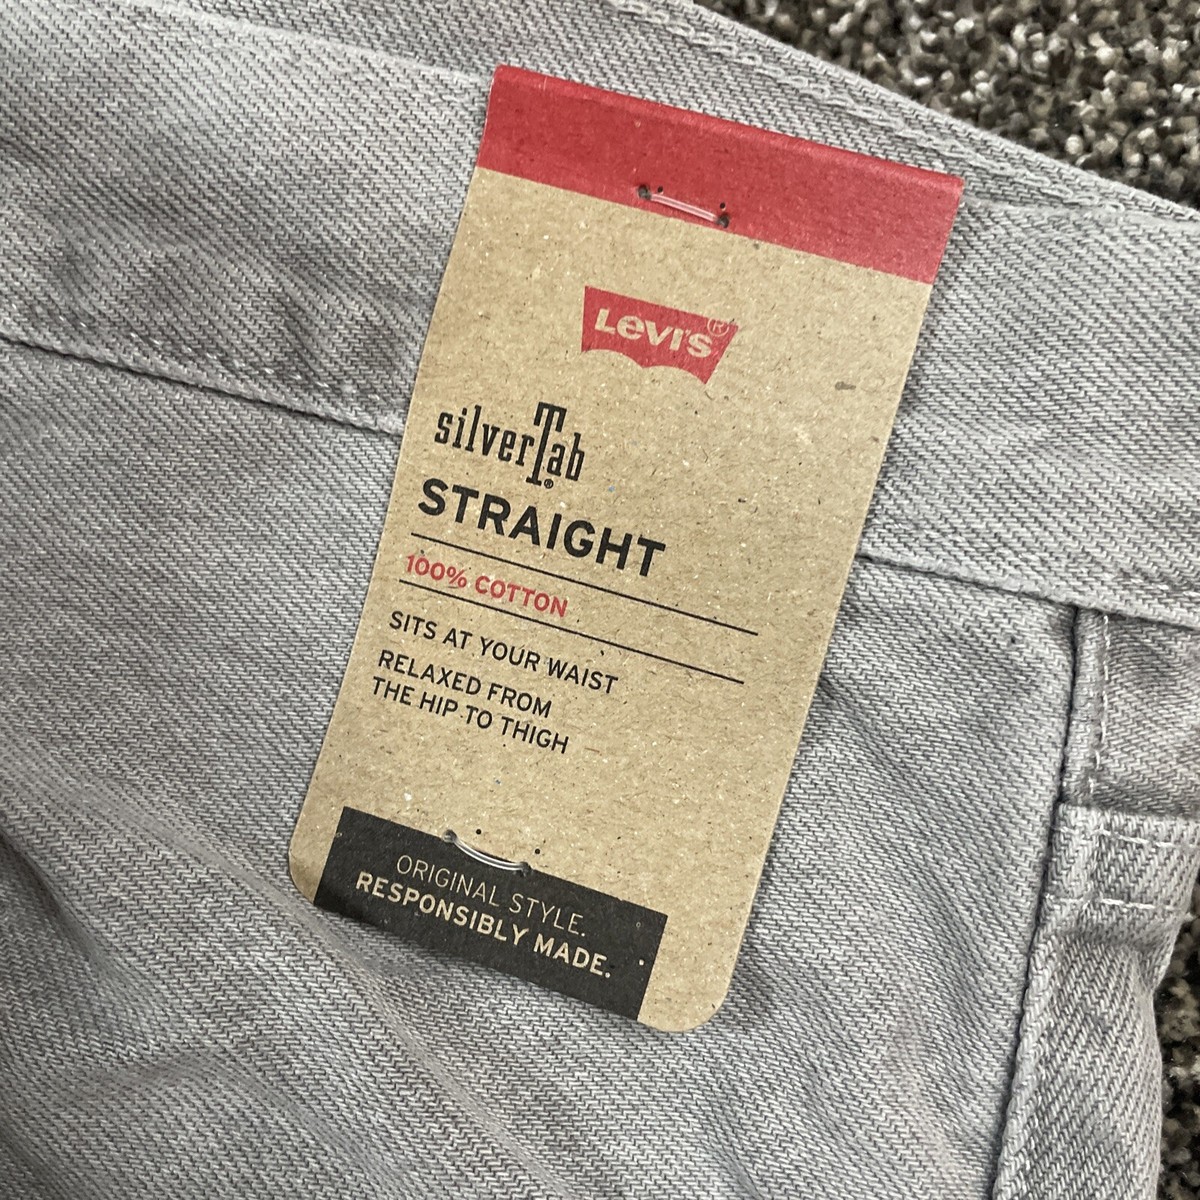 Levi's®
silverTab®
STRAIGHT
100% COTTON
SITS AT YOUR WAIST
RELAXED FROM
THE HIP TO THIGH
ORIGINAL STYLE.
RESPONSIBLY MADE.